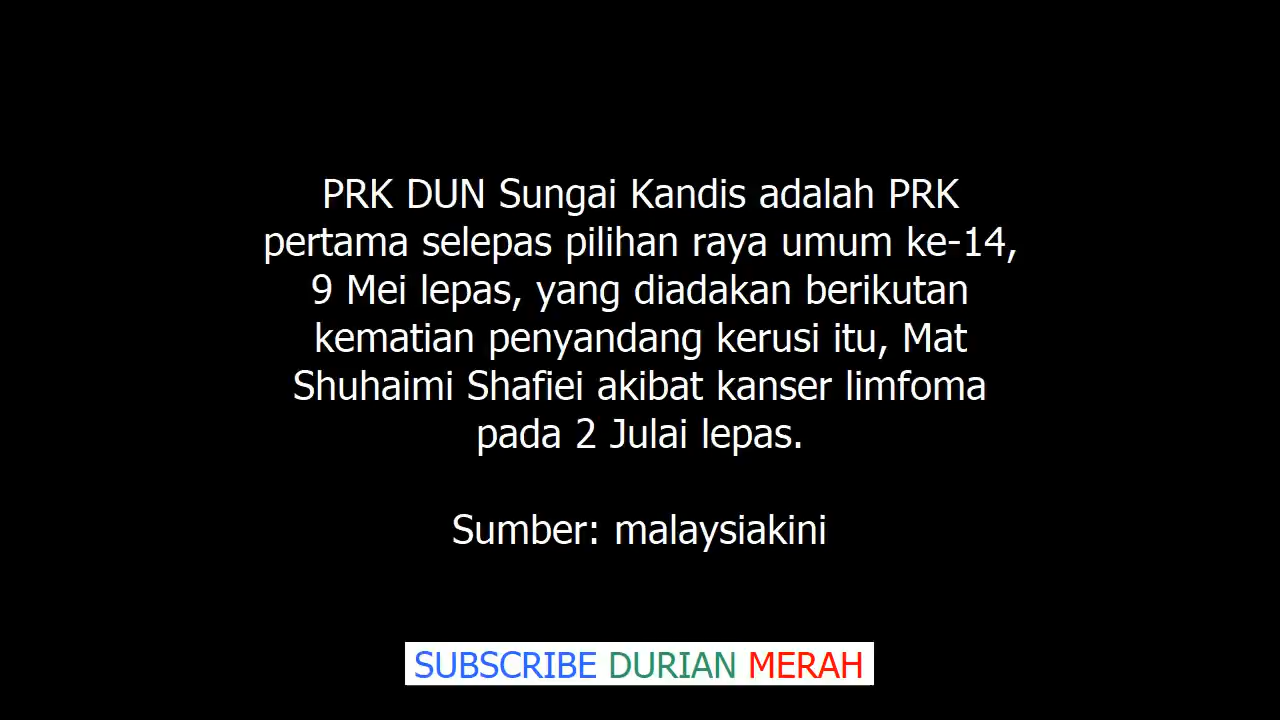 PRK DUN Sungai Kandis adalah PRK
pertama selepas pilihan raya umum ke-14,
9 Mei lepas, yang diadakan berikutan
kematian penyandang kerusi itu, Mat
Shuhaimi Shafiei akibat kanser limfoma
pada 2 Julai lepas.
Sumber: malaysiakini
SUBSCRIBE DURIAN MERAH